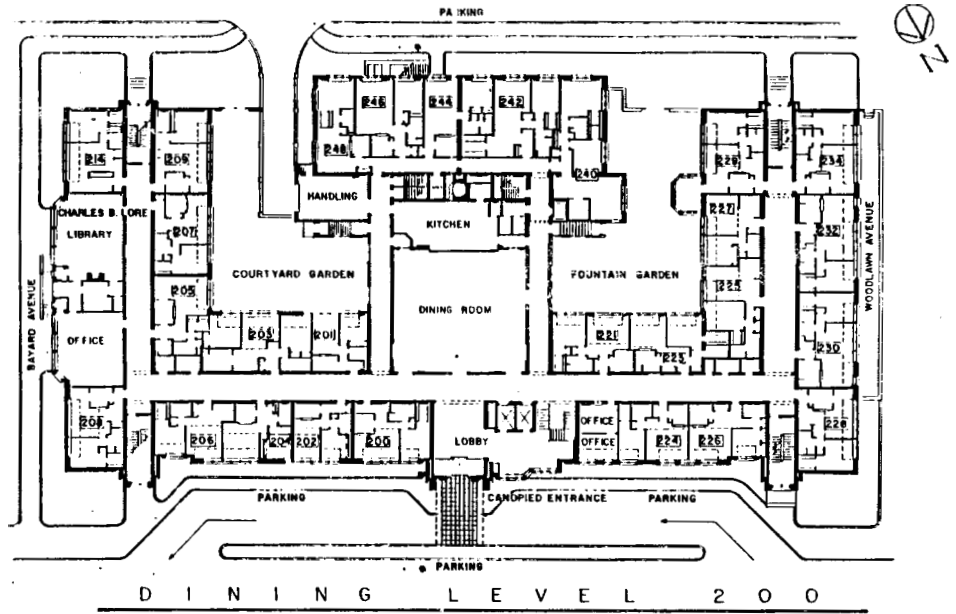 PARKING
N
246
244
242
214
209
248
229
234
240
HANDLING
CHARLES B. LORE
LIBRARY
207
KITCHEN
227
232
COURTYARD GARDEN
FOUNTAIN GARDEN
225
205
DINING ROOM
WOODLAWN AVENUE
BAYARD AVENUE
203
201
221
223
230
OFFICE
206
204
202
200
LOBBY
OFFICE
OFFICE
224
226
228
PARKING
CANOPIED ENTRANCE
PARKING
PARKING
DINING LEVEL 200